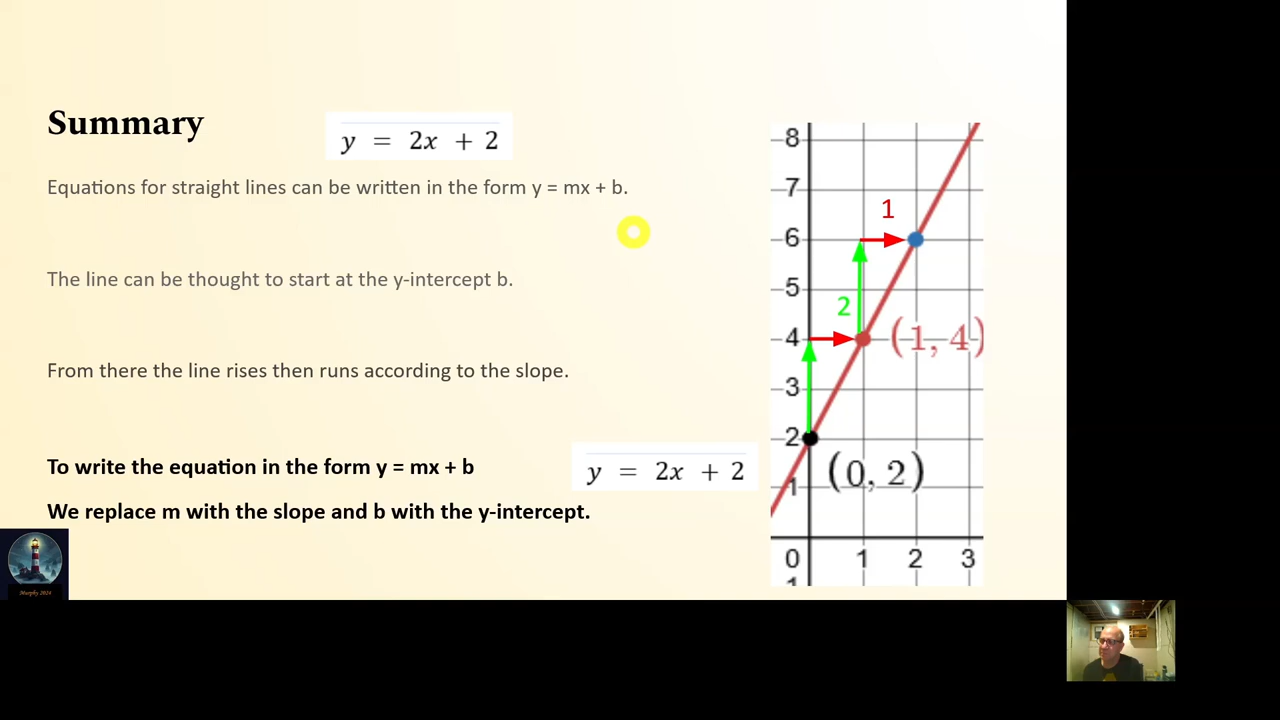 Summary
y = 2x + 2
Equations for straight lines can be written in the form y = mx + b.
The line can be thought to start at the y-intercept b.
From there the line rises then runs according to the slope.
To write the equation in the form y = mx + b
y = 2x + 2
We replace m with the slope and b with the y-intercept.
8
7
1
6
5
2
4
(1, 4)
3
2
(0, 2)
1
0 1 2 3
1
Murphy 2024